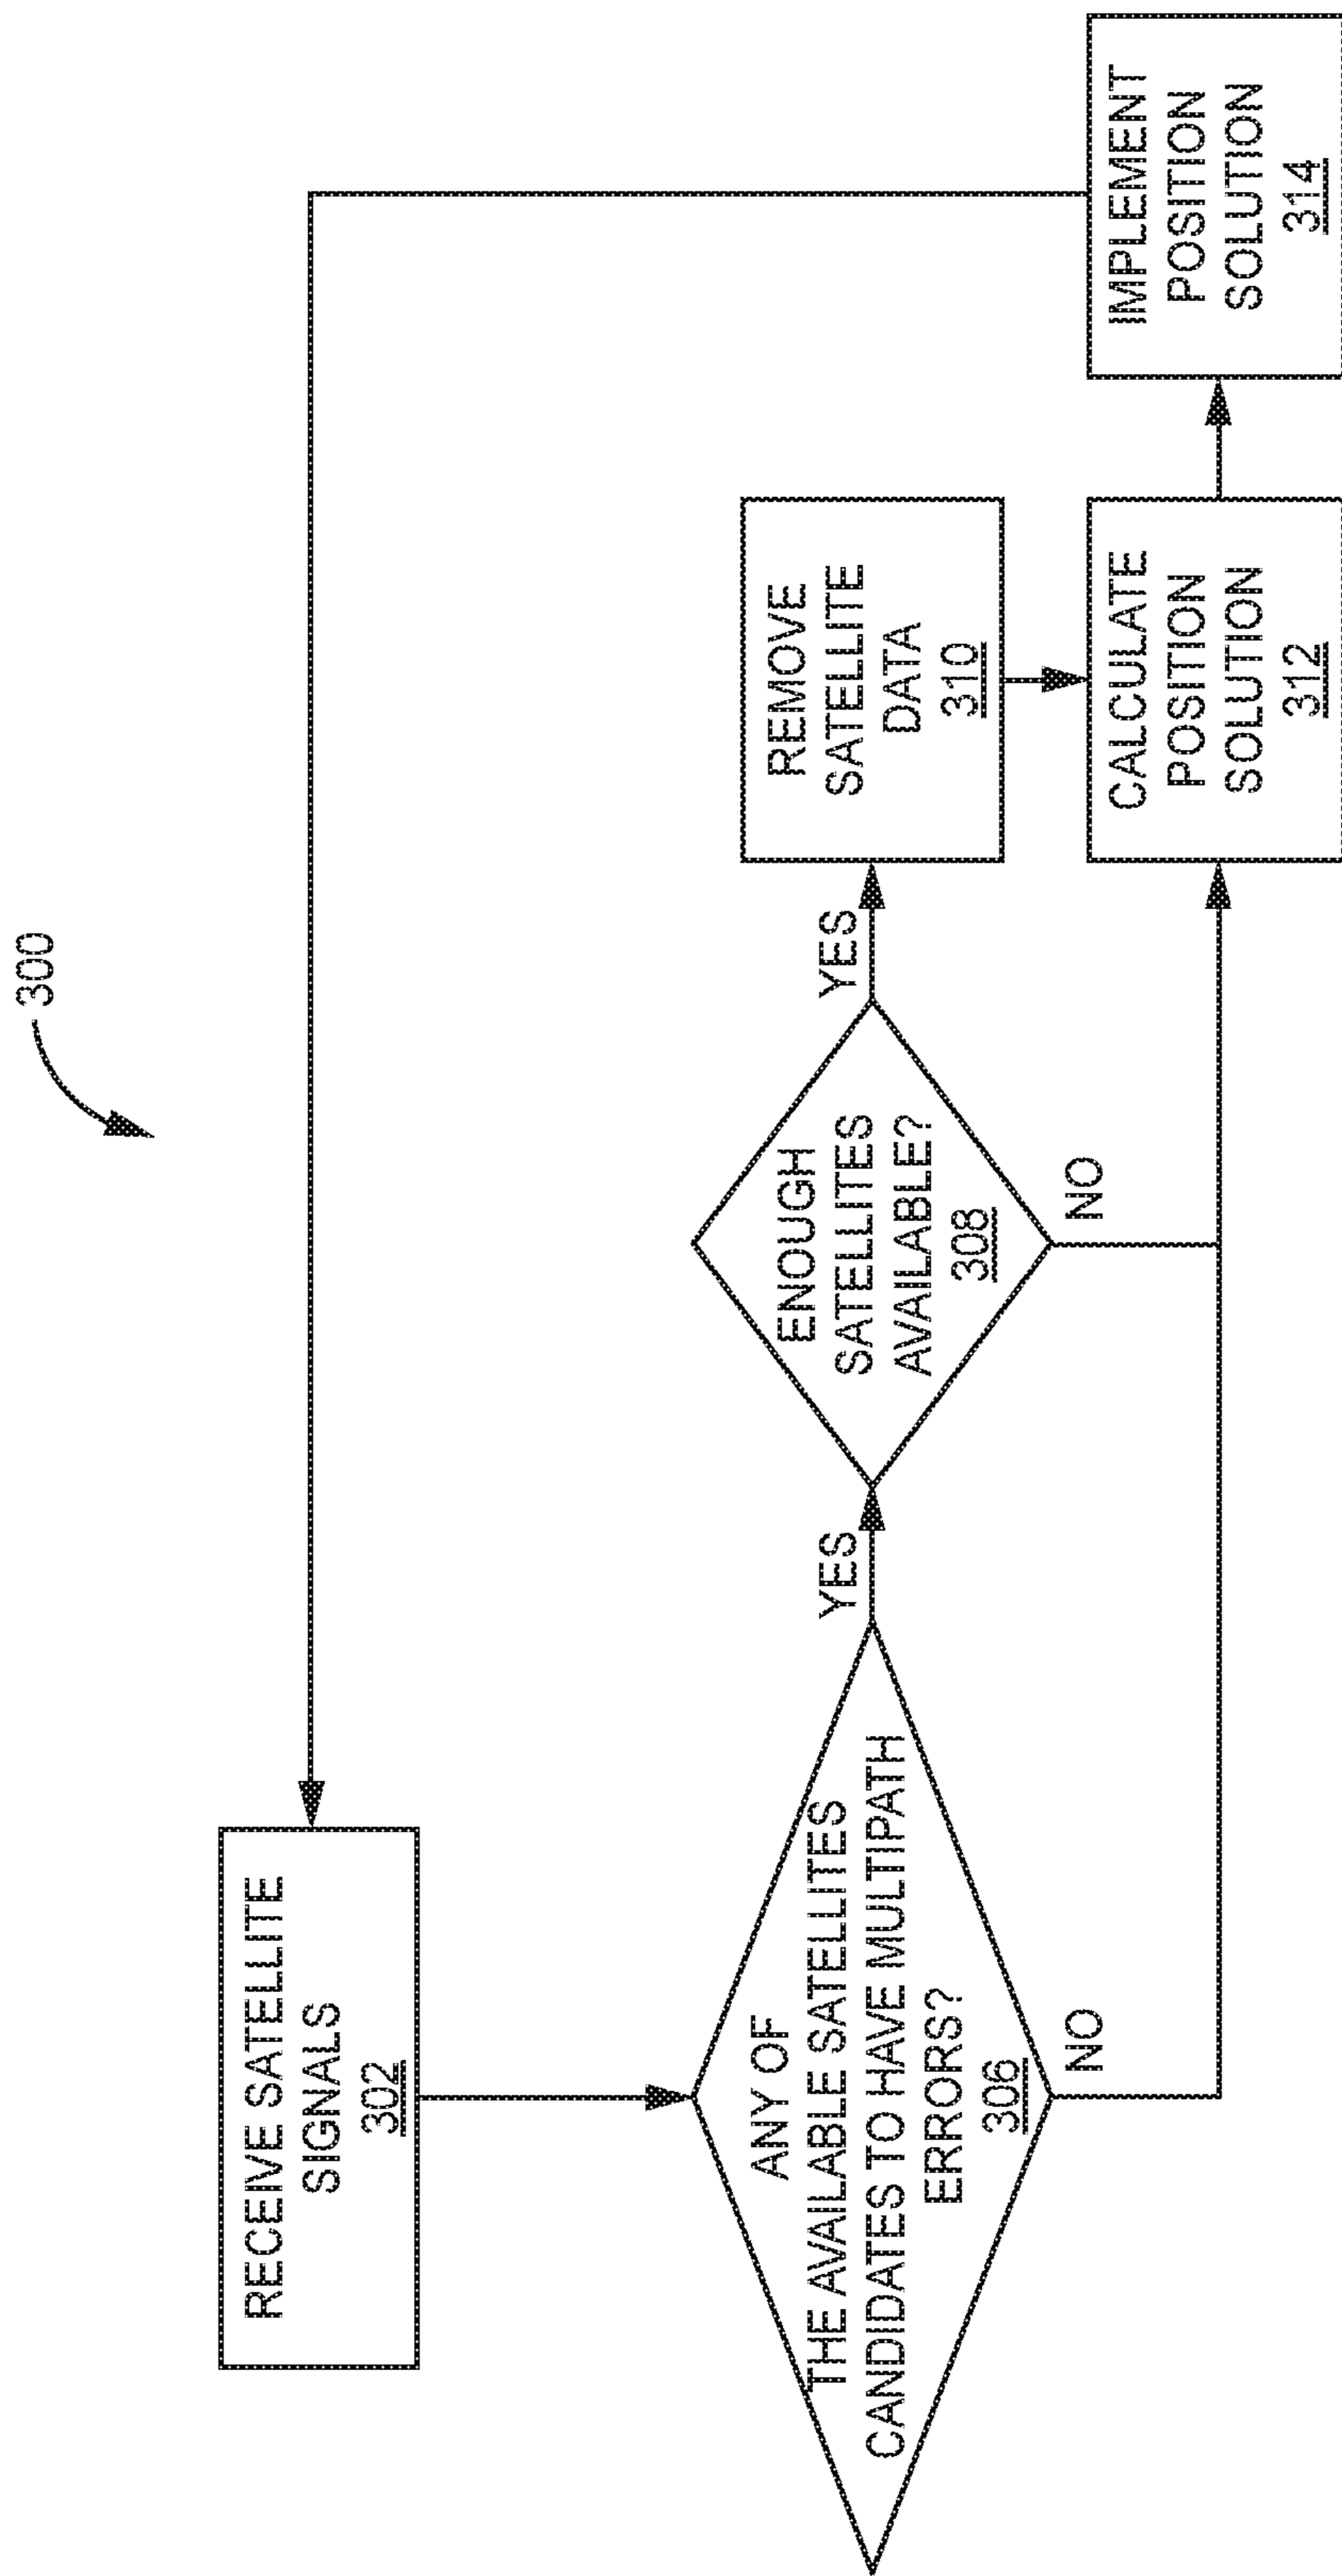 300
RECEIVE SATELLITE
SIGNALS
302
ANY OF
THE AVAILABLE SATELLITES
CANDIDATES TO HAVE MULTIPATH
ERRORS?
306
YES
NO
ENOUGH
SATELLITES
AVAILABLE?
308
YES
NO
REMOVE
SATELLITE
DATA
310
CALCULATE
POSITION
SOLUTION
312
IMPLEMENT
POSITION
SOLUTION
314